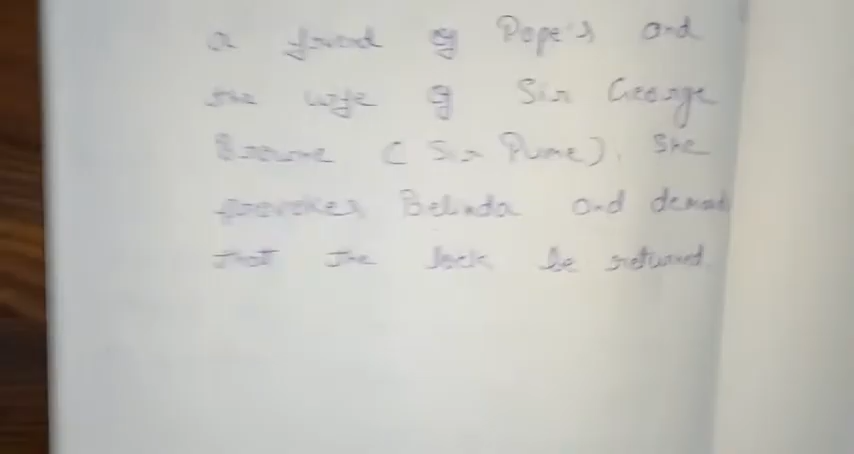 a friend of Pope's and
the wife of Sir George
Browne ( Sir Plume). She
provokes Belinda and demand
that the lock be returned.